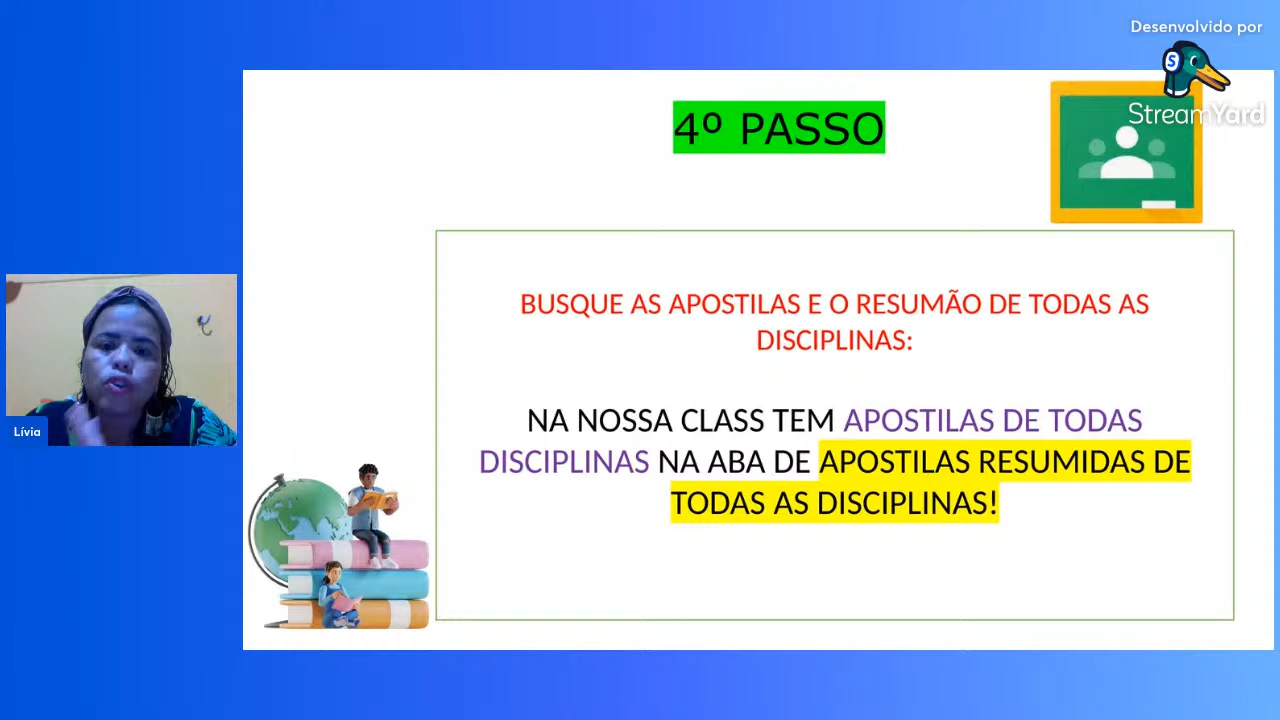 Desenvolvido por
StreamYard
4º PASSO
BUSQUE AS APOSTILAS E O RESUMÃO DE TODAS AS
DISCIPLINAS:
NA NOSSA CLASS TEM APOSTILAS DE TODAS
DISCIPLINAS NA ABA DE APOSTILAS RESUMIDAS DE
TODAS AS DISCIPLINAS!
Lívia